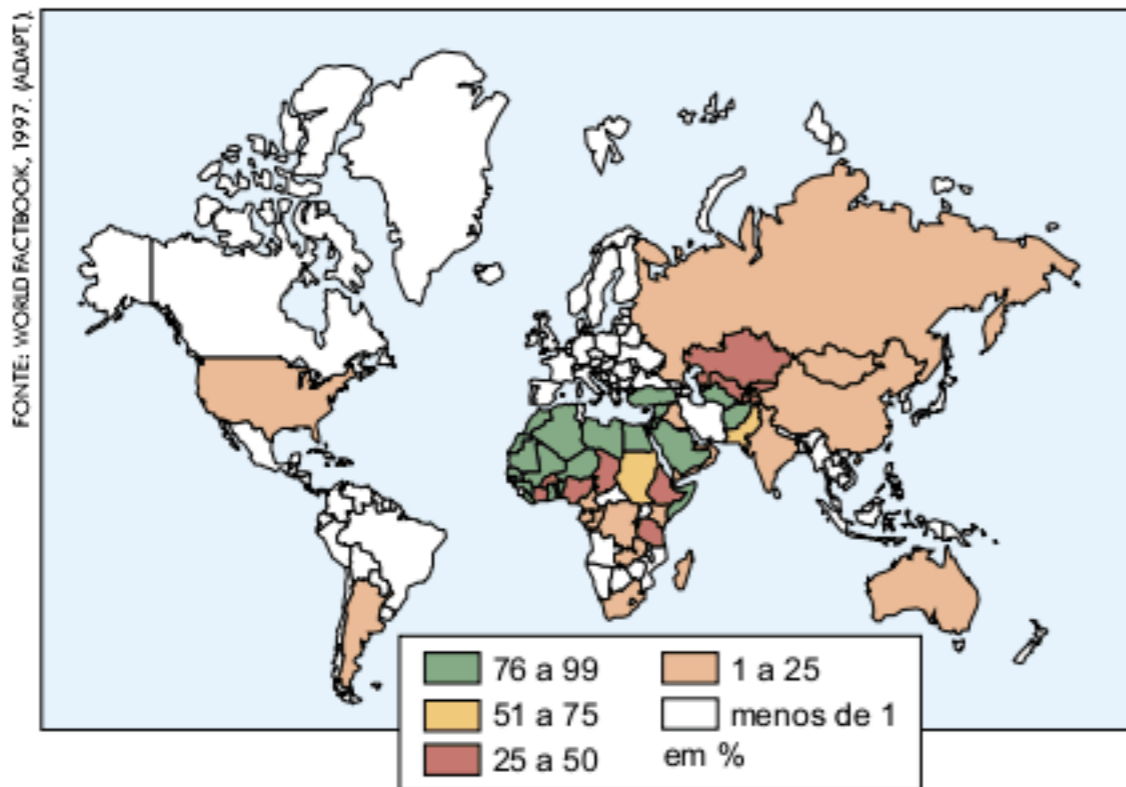 FONTE: WORLD FACTBOOK, 1997. (ADAPT.).
76 a 99
51 a 75
25 a 50
1 a 25
menos de 1
em %